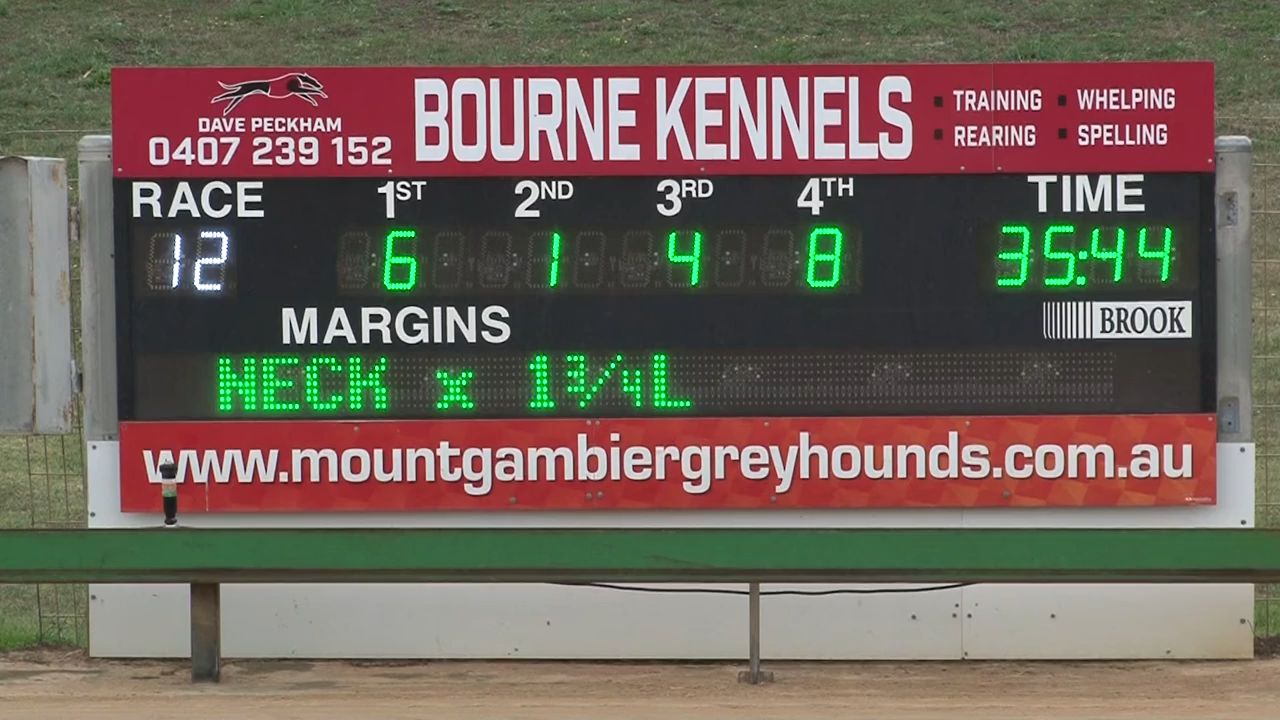 DAVE PECKHAM
0407 239 152
BOURNE KENNELS
TRAINING WHELPING
REARING SPELLING
RACE 1ST 2ND 3RD 4TH TIME
12 6 1 4 8 35:44
MARGINS
BROOK
NECK x 1¾L
www.mountgambiergreyhounds.com.au